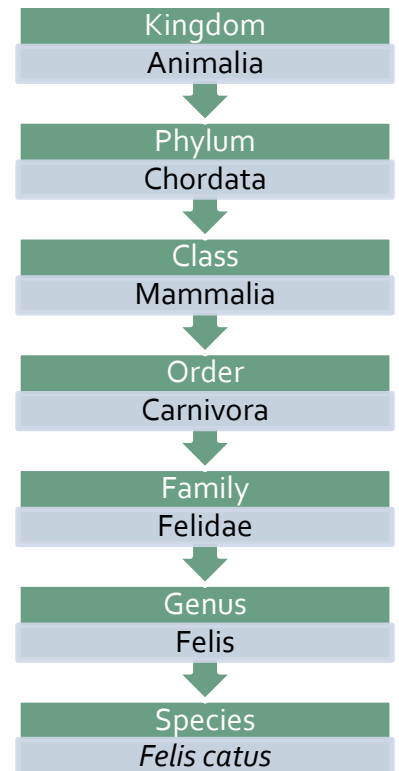 Kingdom
Animalia
Phylum
Chordata
Class
Mammalia
Order
Carnivora
Family
Felidae
Genus
Felis
Species
Felis catus